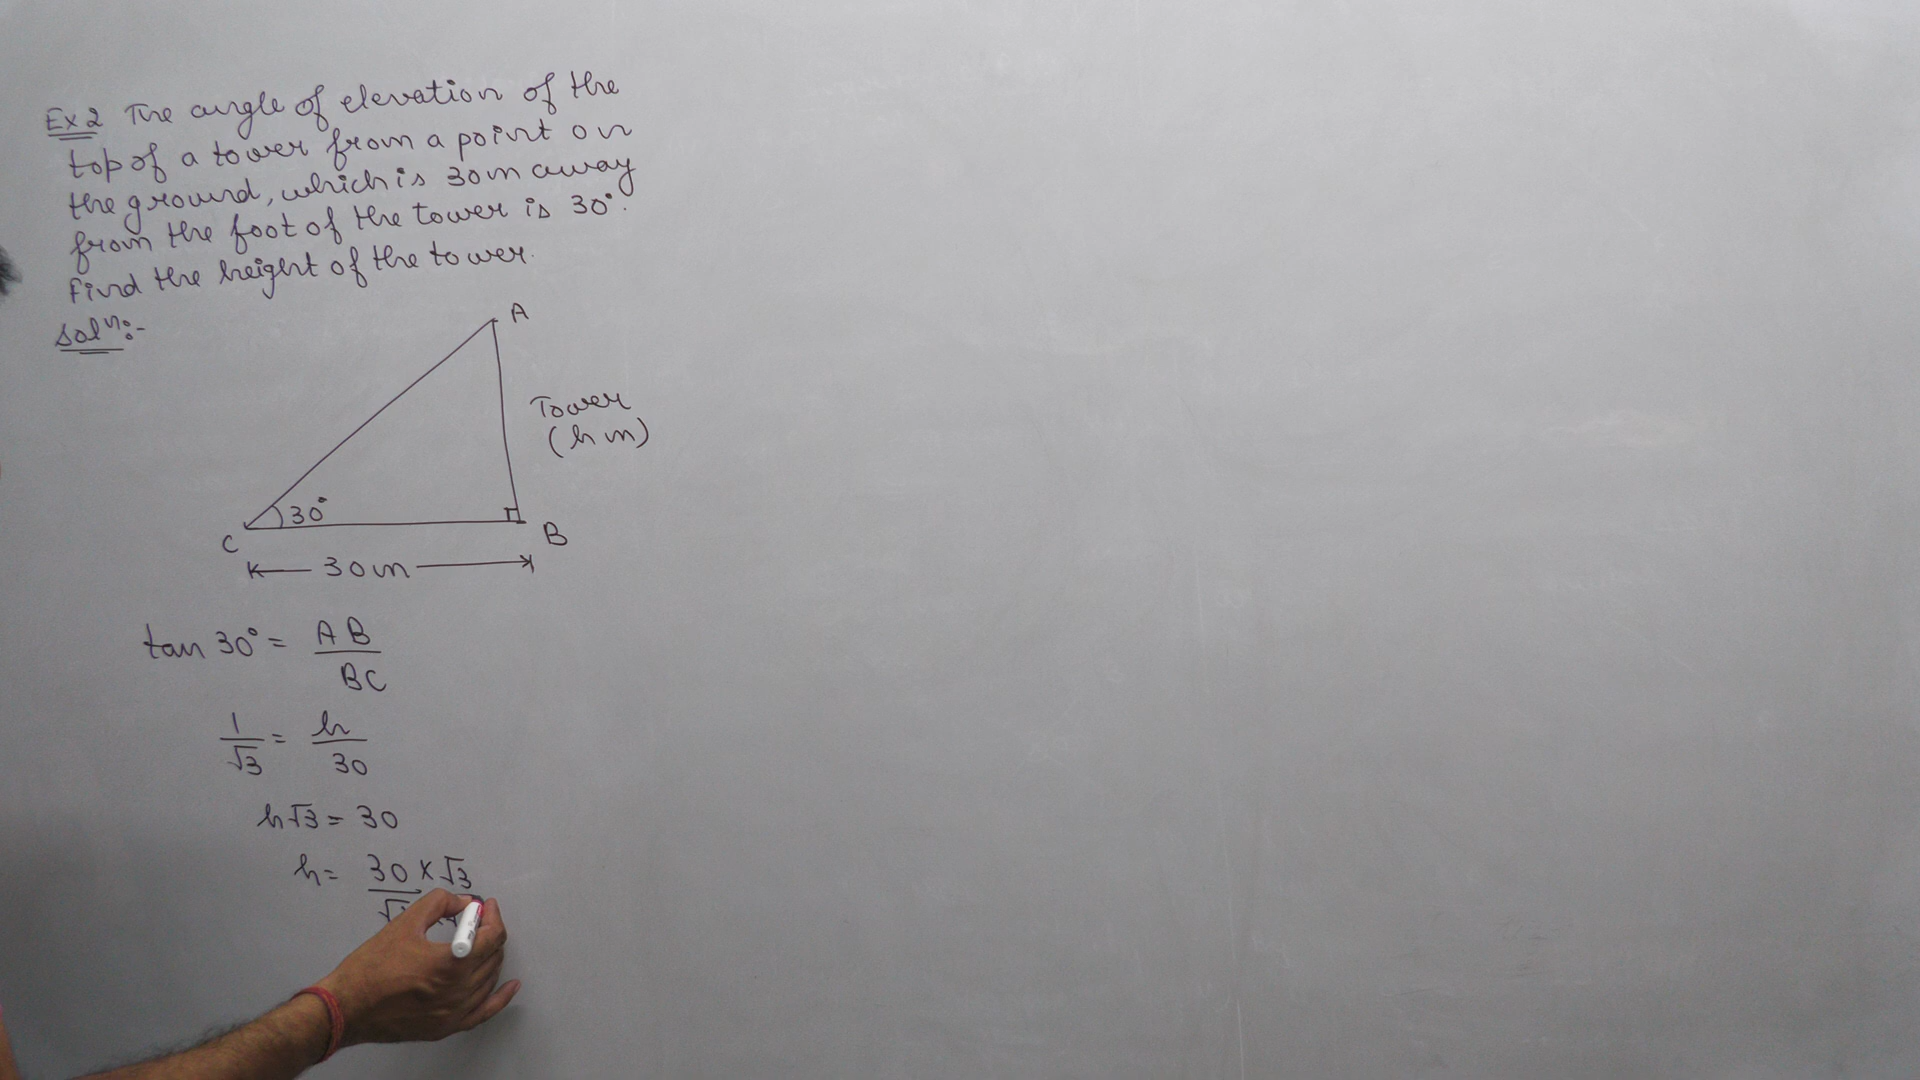 Ex 2 The angle of elevation of the
top of a tower from a point on
the ground, which is 30m away
from the foot of the tower is 30°.
Find the height of the tower.
Solⁿ:-
A
Tower
(h m)
30°
C
B
30m
tan 30° = AB/BC
1/√3 = h/30
h√3 = 30
h = 30 × √3